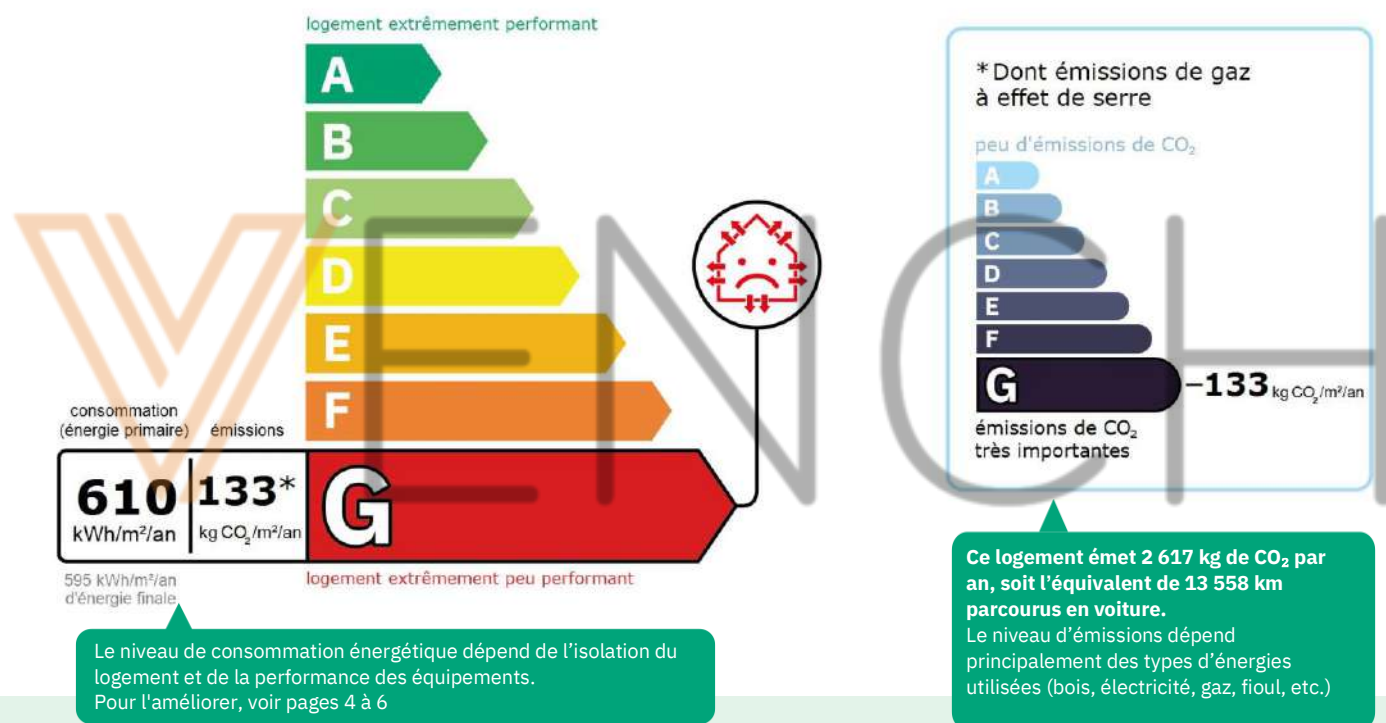 logement extrêmement performant
A
B
C
D
E
F
consommation
(énergie primaire)
émissions
610
kWh/m²/an
133*
kg CO₂/m²/an
G
595 kWh/m²/an
d'énergie finale
logement extrêmement peu performant
Le niveau de consommation énergétique dépend de l'isolation du
logement et de la performance des équipements.
Pour l'améliorer, voir pages 4 à 6
*Dont émissions de gaz
à effet de serre
peu d'émissions de CO₂
A
B
C
D
E
F
G
–133 kg CO₂/m²/an
émissions de CO₂
très importantes
Ce logement émet 2 617 kg de CO₂ par
an, soit l'équivalent de 13 558 km
parcourus en voiture.
Le niveau d'émissions dépend
principalement des types d'énergies
utilisées (bois, électricité, gaz, fioul, etc.)
VENCH